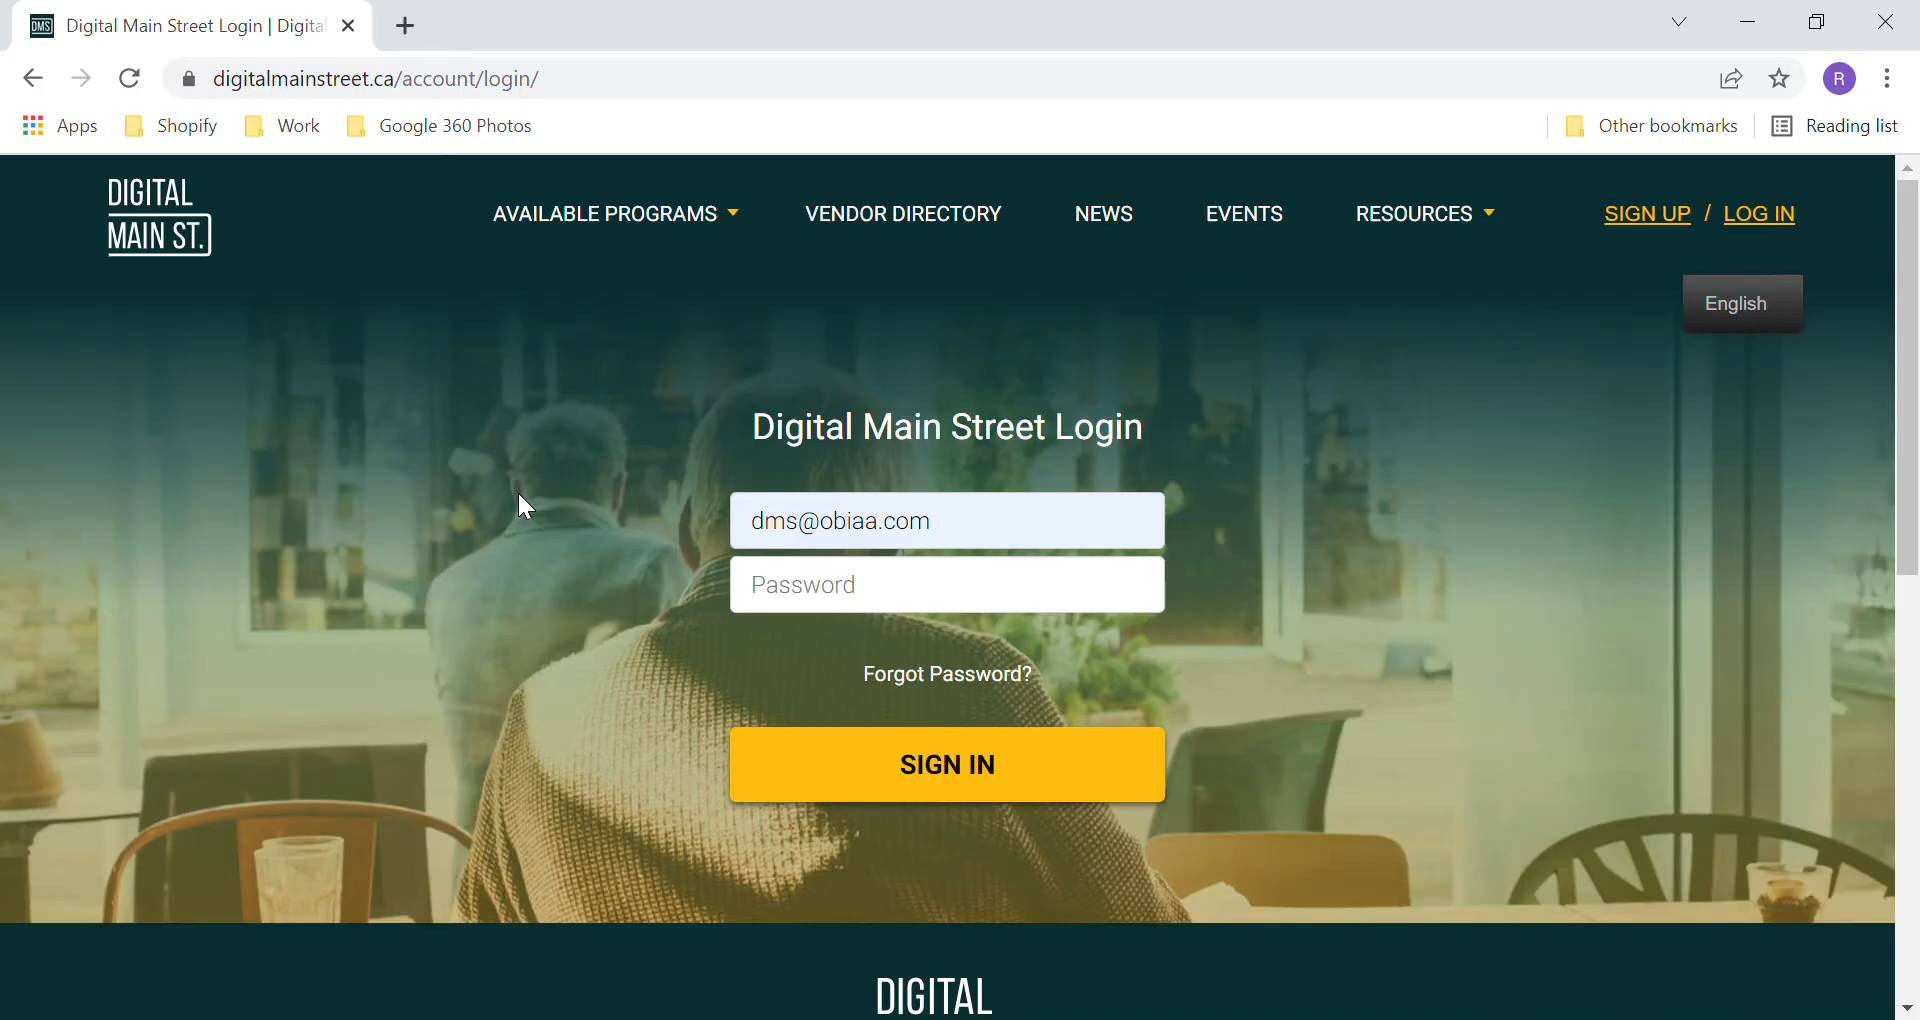 DMS Digital Main Street Login | Digita
digitalmainstreet.ca/account/login/
R
Apps Shopify Work Google 360 Photos Other bookmarks Reading list
DIGITAL
MAIN ST.
AVAILABLE PROGRAMS VENDOR DIRECTORY NEWS EVENTS RESOURCES SIGN UP / LOG IN
English
Digital Main Street Login
dms@obiaa.com
Password
Forgot Password?
SIGN IN
DIGITAL